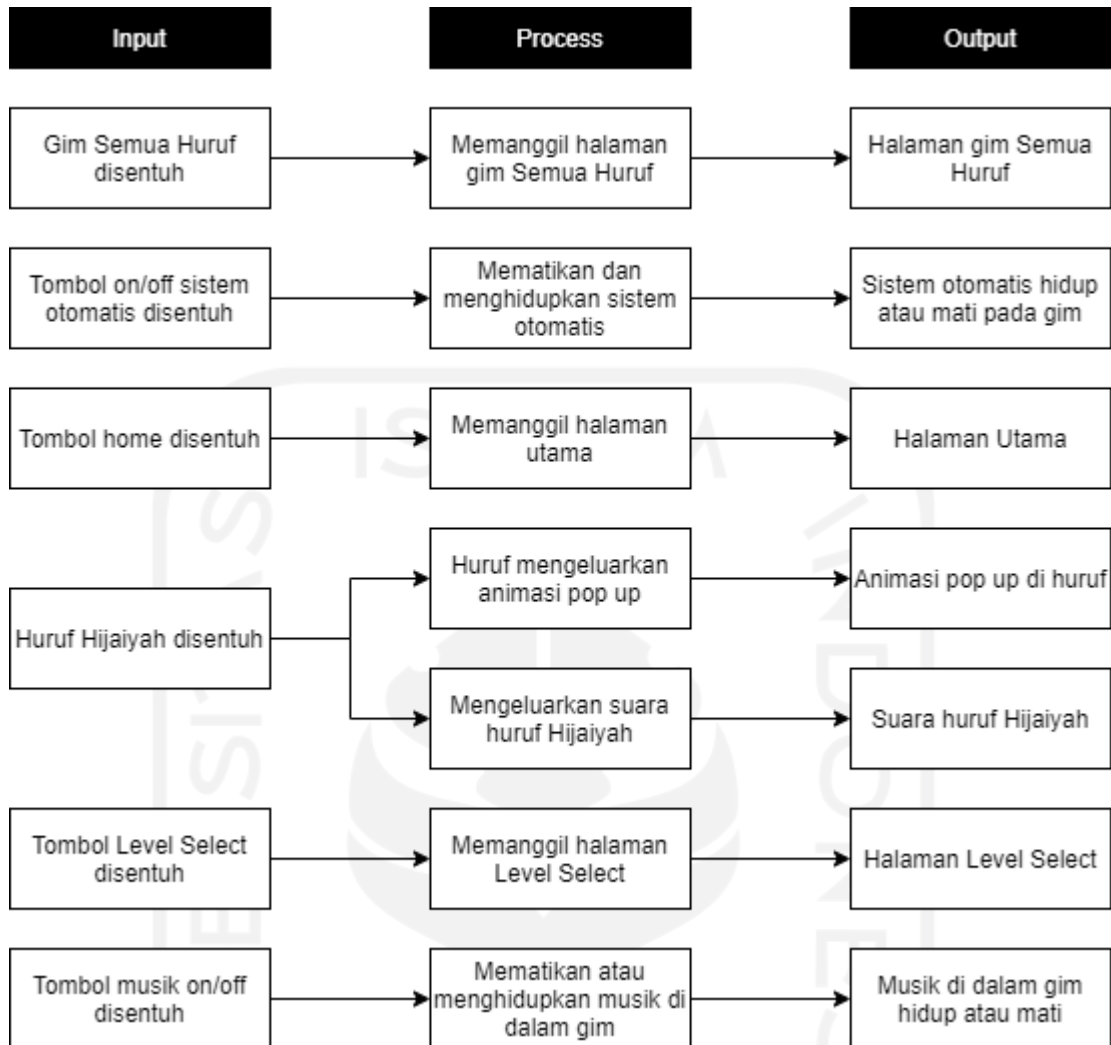 Input
Process
Output
Gim Semua Huruf
disentuh
Memanggil halaman
gim Semua Huruf
Halaman gim Semua
Huruf
Tombol on/off sistem
otomatis disentuh
Mematikan dan
menghidupkan sistem
otomatis
Sistem otomatis hidup
atau mati pada gim
Tombol home disentuh
Memanggil halaman
utama
Halaman Utama
Huruf Hijaiyah disentuh
Huruf mengeluarkan
animasi pop up
Animasi pop up di huruf
Mengeluarkan suara
huruf Hijaiyah
Suara huruf Hijaiyah
Tombol Level Select
disentuh
Memanggil halaman
Level Select
Halaman Level Select
Tombol musik on/off
disentuh
Mematikan atau
menghidupkan musik di
dalam gim
Musik di dalam gim
hidup atau mati